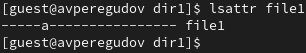 [guest@avperegudov dir1]$ lsattr file1
-----a---------------- file1
[guest@avperegudov dir1]$